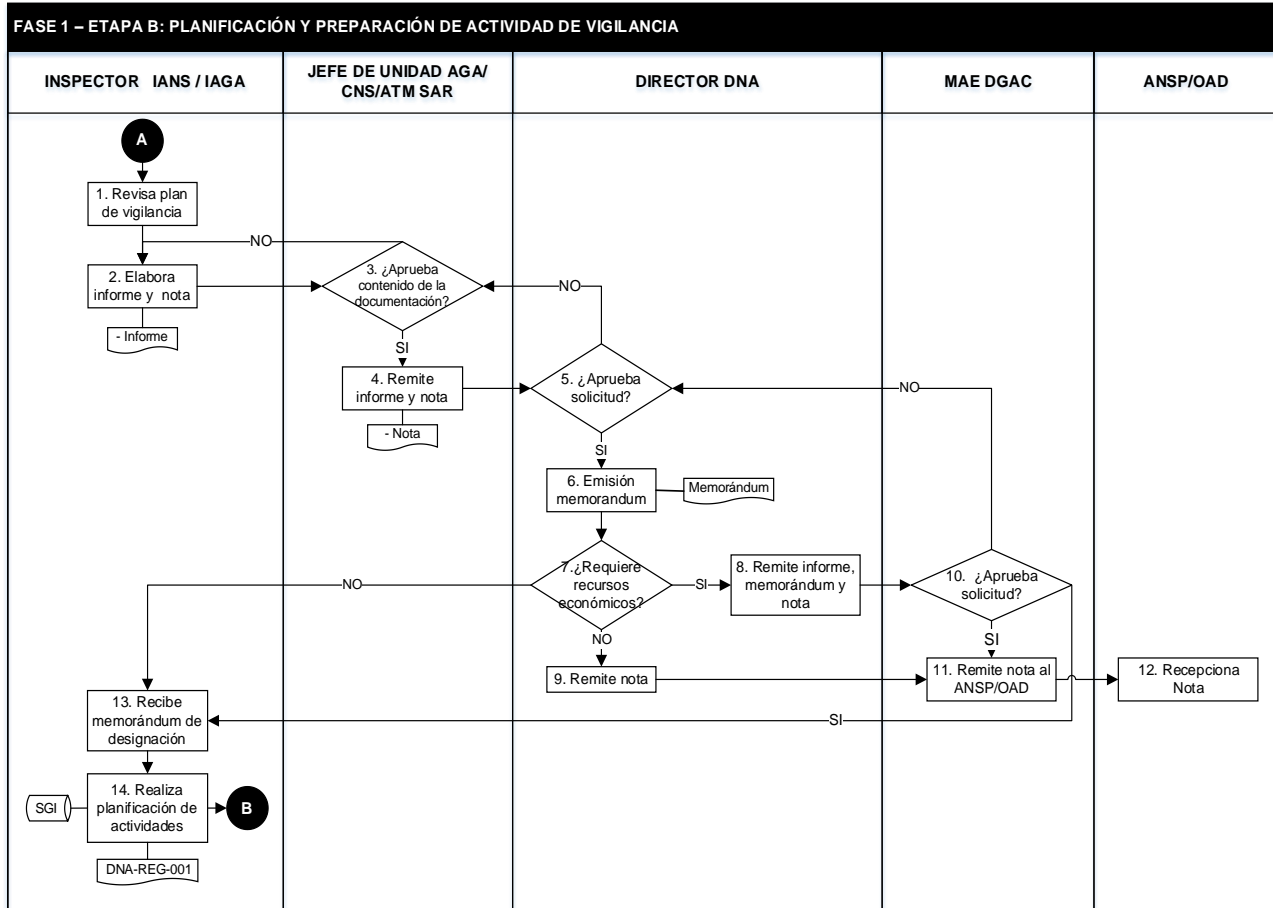 FASE 1 – ETAPA B: PLANIFICACIÓN Y PREPARACIÓN DE ACTIVIDAD DE VIGILANCIA
INSPECTOR IANS / IAGA
JEFE DE UNIDAD AGA/
CNS/ATM SAR
DIRECTOR DNA
MAE DGAC
ANSP/OAD
A
1. Revisa plan
de vigilancia
NO
2. Elabora
informe y nota
- Informe
3. ¿Aprueba
contenido de la
documentación?
NO
SI
4. Remite
informe y nota
- Nota
5. ¿Aprueba
solicitud?
NO
SI
6. Emisión
memorandum
Memorándum
7.¿Requiere
recursos
económicos?
NO
SI
8. Remite informe,
memorándum y
nota
10. ¿Aprueba
solicitud?
NO
SI
9. Remite nota
11. Remite nota al
ANSP/OAD
12. Recepciona
Nota
13. Recibe
memorándum de
designación
SI
14. Realiza
planificación de
actividades
SGI
B
DNA-REG-001